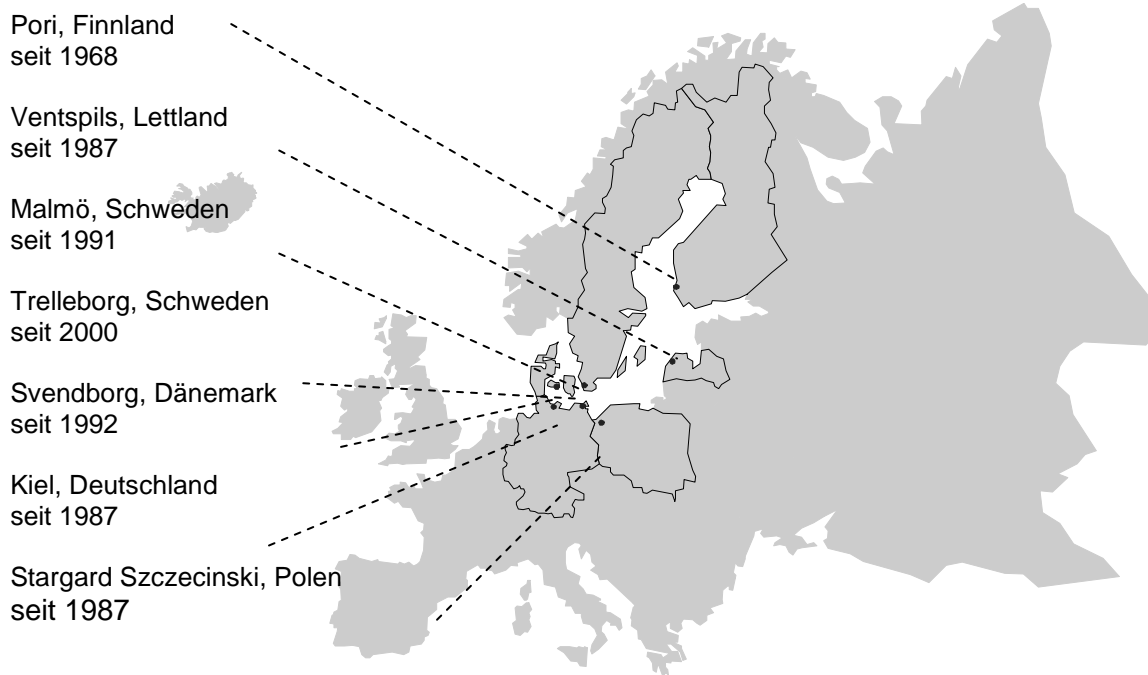 Pori, Finnland
seit 1968
Ventspils, Lettland
seit 1987
Malmö, Schweden
seit 1991
Trelleborg, Schweden
seit 2000
Svendborg, Dänemark
seit 1992
Kiel, Deutschland
seit 1987
Stargard Szczecinski, Polen
seit 1987